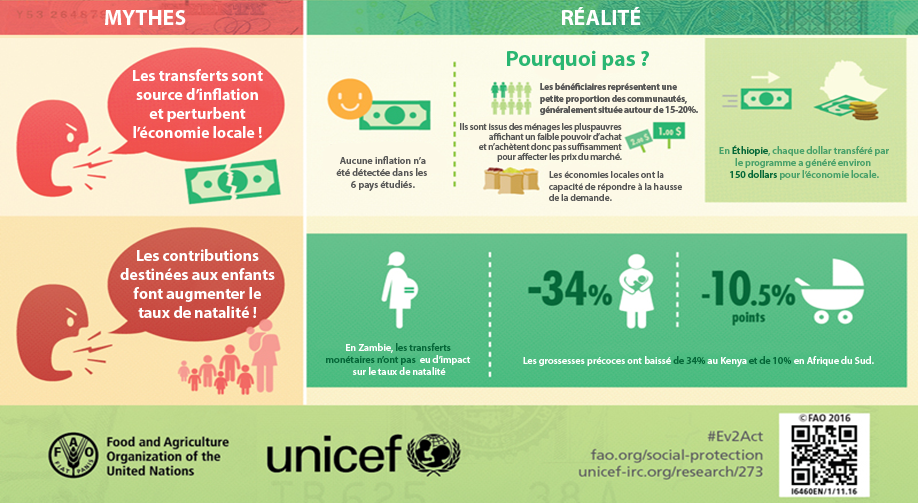 MYTHES
RÉALITÉ
Les transferts sont
source d'inflation
et perturbent
l'économie locale !
Aucune inflation n'a
été détectée dans les
6 pays étudiés.
Pourquoi pas ?
Les bénéficiaires représentent une
petite proportion des communautés,
généralement située autour de 15-20%.
Ils sont issus des ménages les pluspauvres
affichant un faible pouvoir d'achat
et n'achètent donc pas suffisamment
pour affecter les prix du marché.
2.00 $
1.00 $
Les économies locales ont la
capacité de répondre à la hausse
de la demande.
En Éthiopie, chaque dollar transféré par
le programme a généré environ
150 dollars pour l'économie locale.
Les contributions
destinées aux enfants
font augmenter le
taux de natalité !
En Zambie, les transferts
monétaires n'ont pas eu d'impact
sur le taux de natalité
-34%
-10.5%
points
Les grossesses précoces ont baissé de 34% au Kenya et de 10% en Afrique du Sud.
FAO
FIAT PANIS
Food and Agriculture
Organization of the
United Nations
unicef
#Ev2Act
fao.org/social-protection
unicef-irc.org/research/273
©FAO 2016
I6460EN/1/11.16